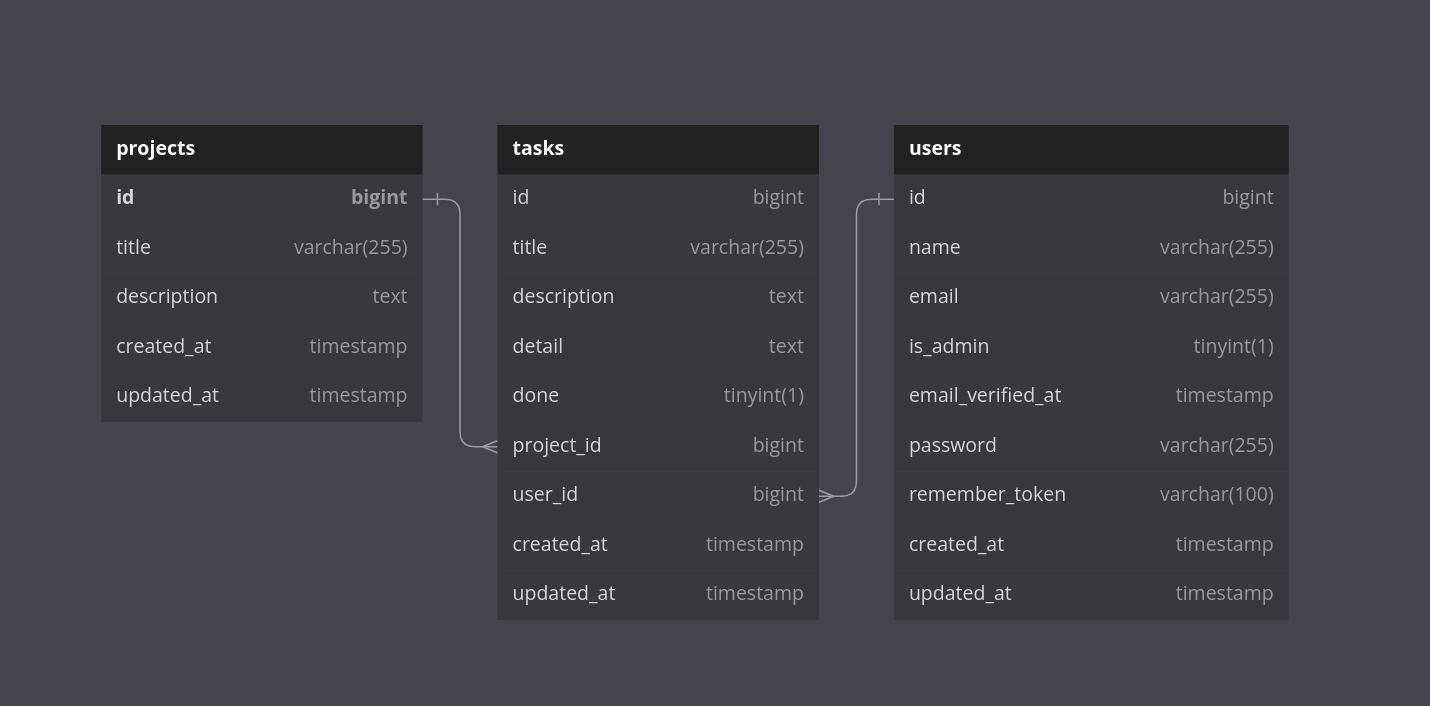 projects
id bigint
title varchar(255)
description text
created_at timestamp
updated_at timestamp
tasks
id bigint
title varchar(255)
description text
detail text
done tinyint(1)
project_id bigint
user_id bigint
created_at timestamp
updated_at timestamp
users
id bigint
name varchar(255)
email varchar(255)
is_admin tinyint(1)
email_verified_at timestamp
password varchar(255)
remember_token varchar(100)
created_at timestamp
updated_at timestamp